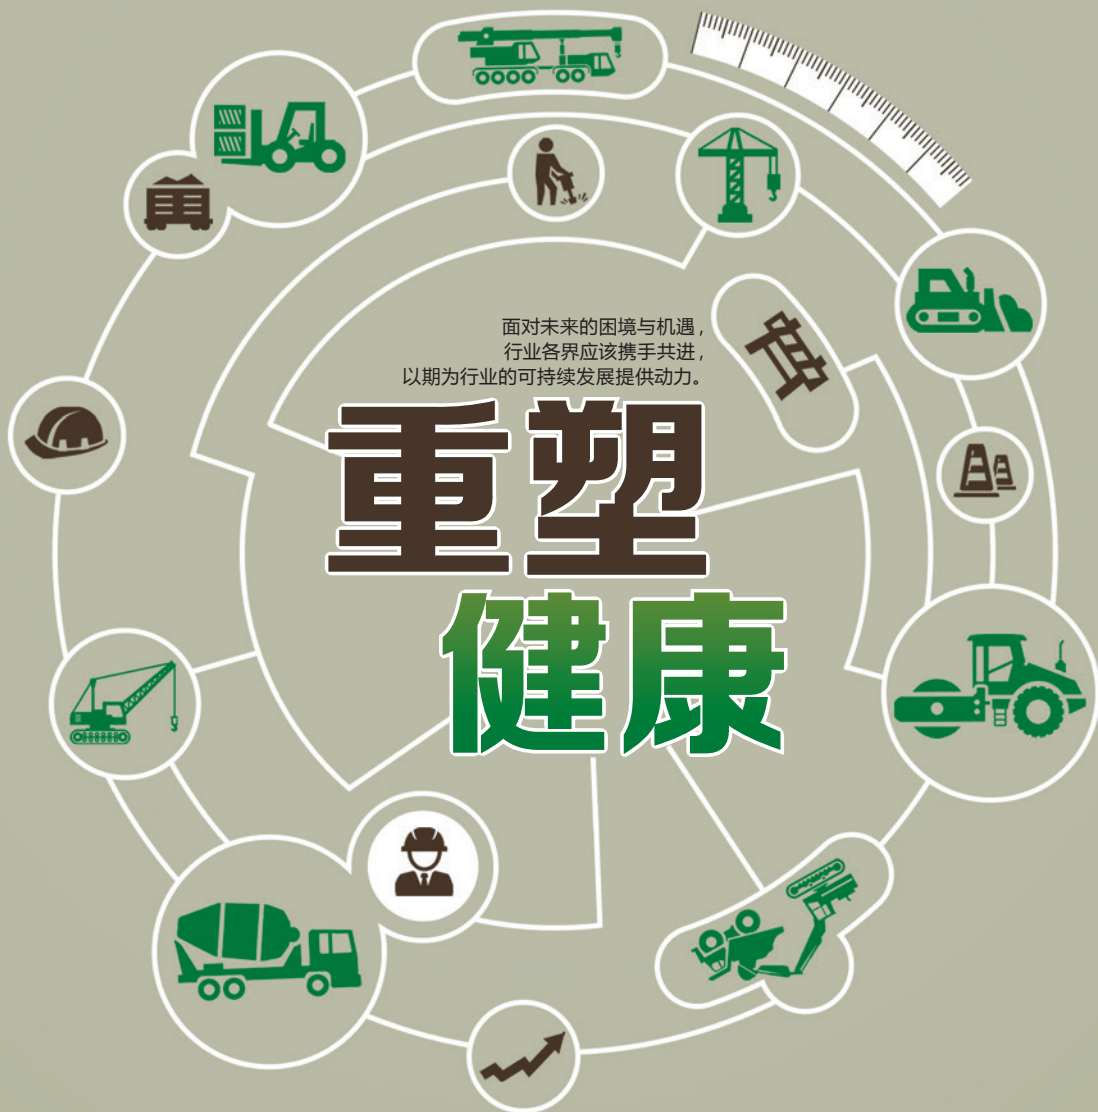 面对未来的困境与机遇，
行业各界应该携手共进，
以期为行业的可持续发展提供动力。
重塑
健康